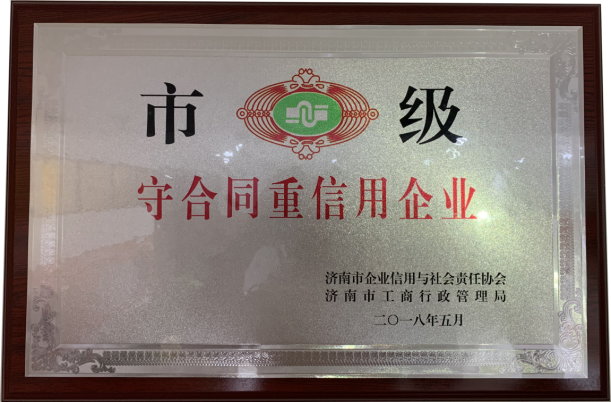 市 级
守合同重信用企业
济南市企业信用与社会责任协会
济南市工商行政管理局
二〇一八年五月